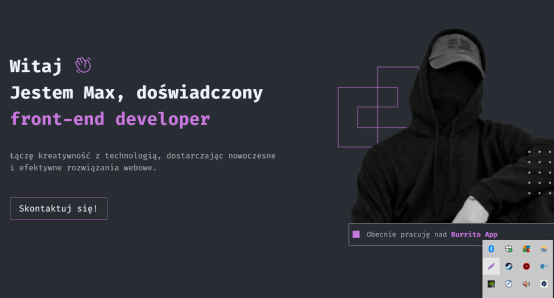 Witaj
Jestem Max, doświadczony
front-end developer
Łączę kreatywność z technologią, dostarczając nowoczesne
i efektywne rozwiązania webowe.
Skontaktuj się!
Obecnie pracuję nad Burrito App